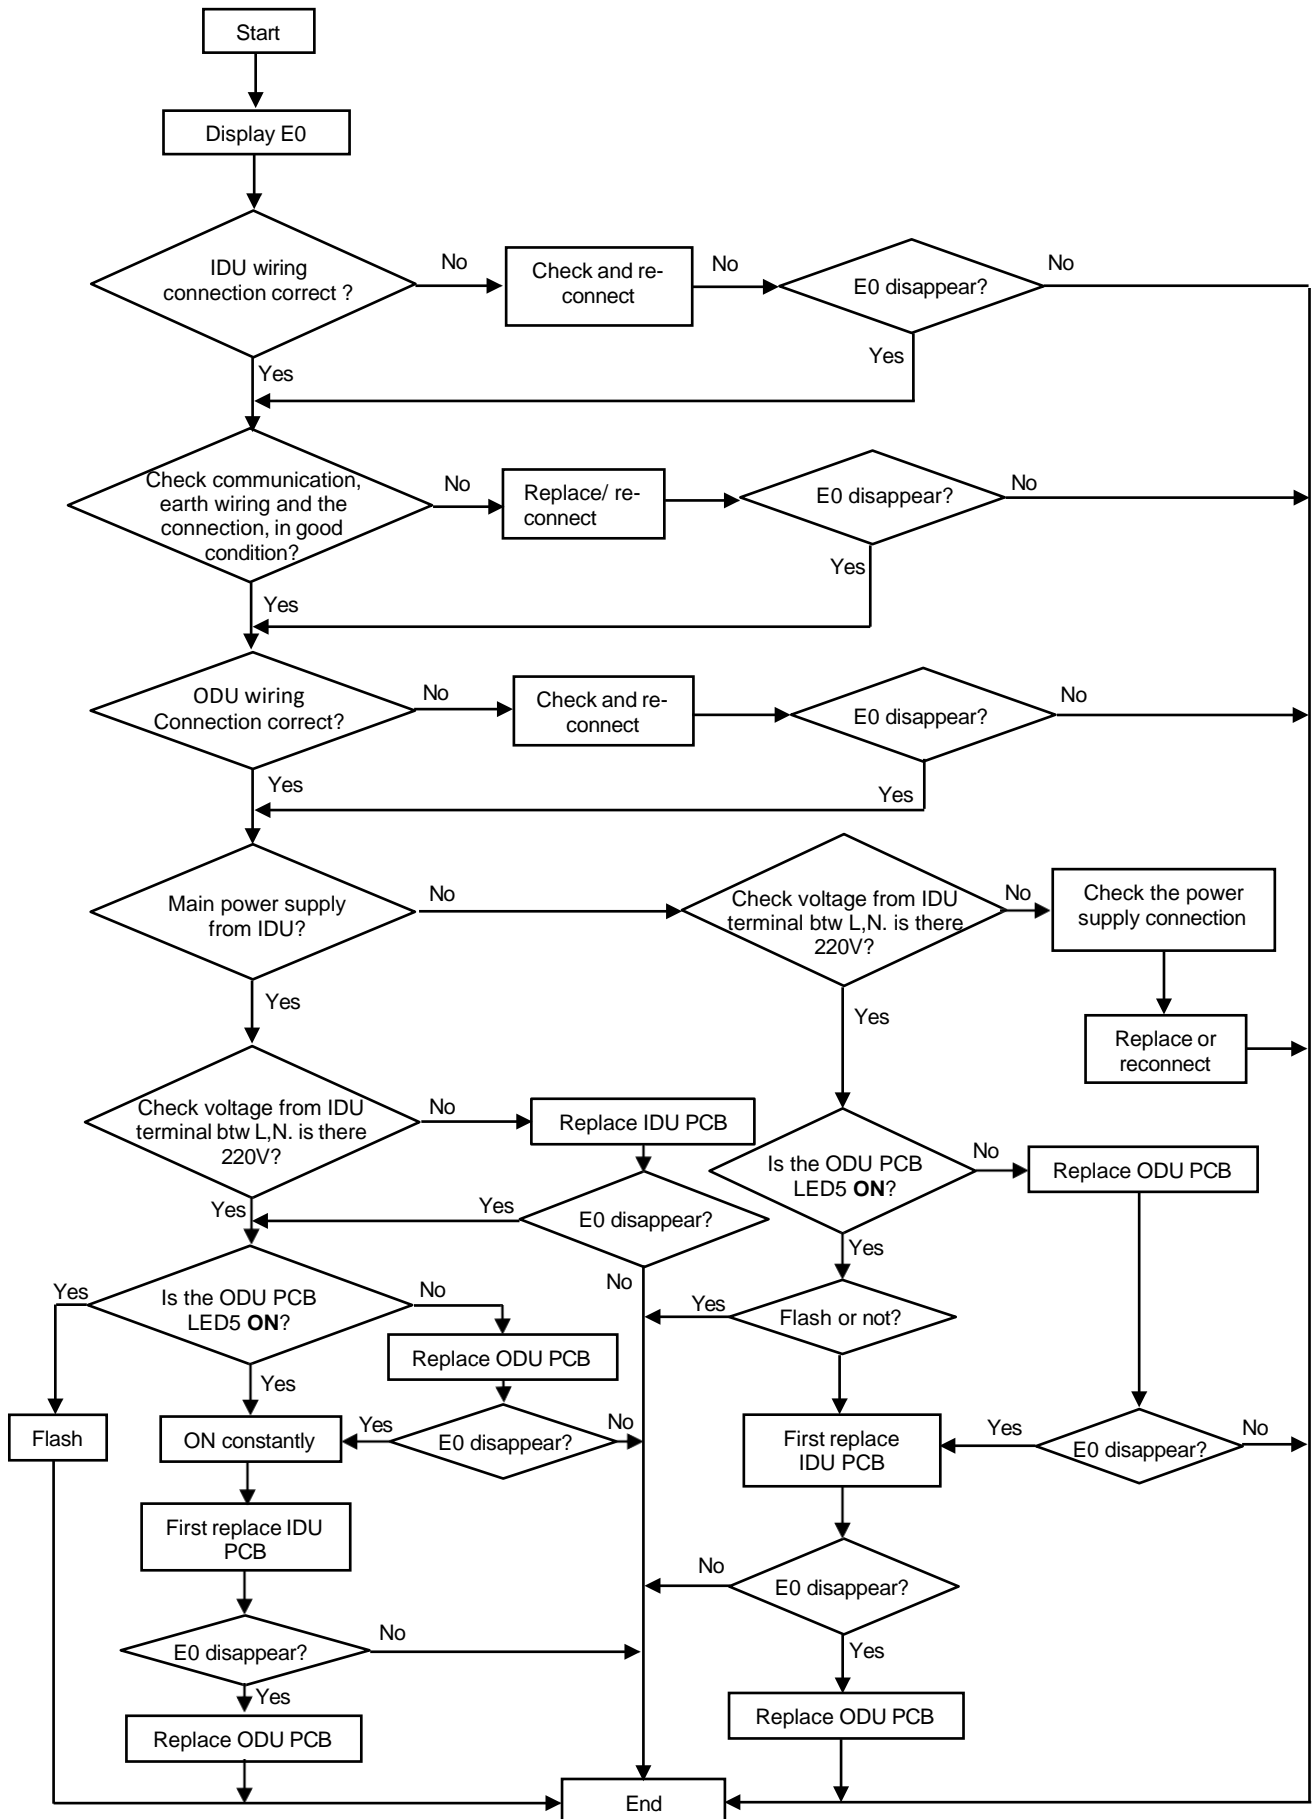 Start
Display E0
IDU wiring
connection correct ?
No
Check and re-
connect
No
E0 disappear?
No
Yes
Yes
Check communication,
earth wiring and the
connection, in good
condition?
No
Replace/ re-
connect
E0 disappear?
No
Yes
Yes
ODU wiring
Connection correct?
No
Check and re-
connect
E0 disappear?
No
Yes
Yes
Main power supply
from IDU?
No
Check voltage from IDU
terminal btw L,N. is there
220V?
No
Check the power
supply connection
Yes
Yes
Replace or
reconnect
Check voltage from IDU
terminal btw L,N. is there
220V?
No
Replace IDU PCB
Is the ODU PCB
LED5 ON?
No
Replace ODU PCB
Yes
Yes
E0 disappear?
Yes
No
Yes
Is the ODU PCB
LED5 ON?
No
Yes
Flash or not?
Replace ODU PCB
Yes
Flash
ON constantly
Yes
E0 disappear?
No
First replace
IDU PCB
Yes
E0 disappear?
No
First replace IDU
PCB
No
E0 disappear?
E0 disappear?
No
Yes
Yes
Replace ODU PCB
Replace ODU PCB
End